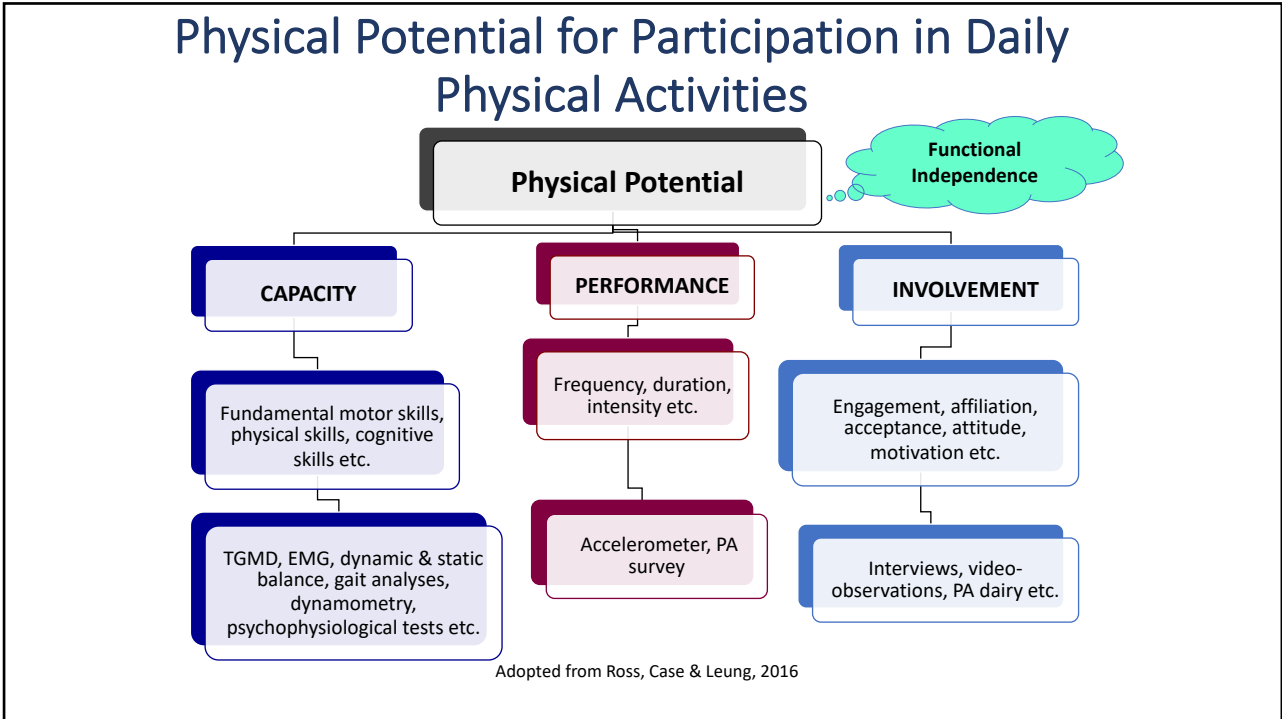 Physical Potential for Participation in Daily
Physical Activities
Functional
Independence
Physical Potential
CAPACITY
PERFORMANCE
INVOLVEMENT
Fundamental motor skills,
physical skills, cognitive
skills etc.
Frequency, duration,
intensity etc.
Engagement, affiliation,
acceptance, attitude,
motivation etc.
TGMD, EMG, dynamic & static
balance, gait analyses,
dynamometry,
psychophysiological tests etc.
Accelerometer, PA
survey
Interviews, video-
observations, PA dairy etc.
Adopted from Ross, Case & Leung, 2016